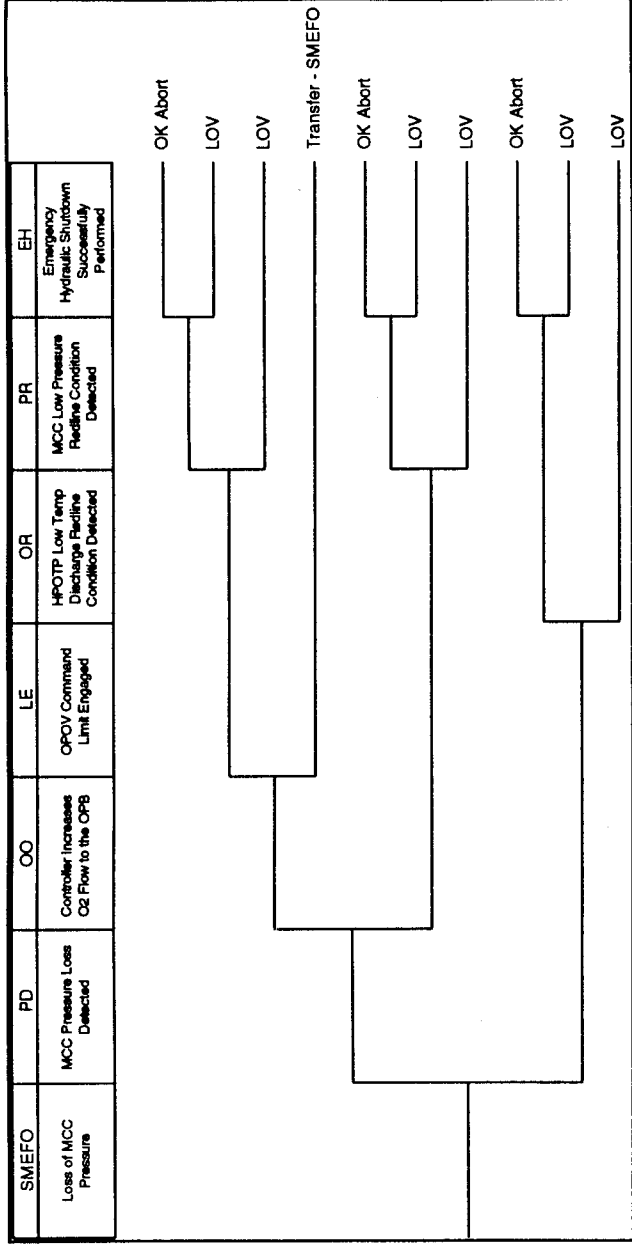 SMEFO
Loss of MCC
Pressure
PD
MCC Pressure Loss
Detected
OO
Controller Increases
O2 Flow to the OPB
LE
OPOV Command
Limit Engaged
OR
HPOTP Low Temp
Discharge Redline
Condition Detected
PR
MCC Low Pressure
Redline Condition
Detected
EH
Emergency
Hydraulic Shutdown
Successfully
Performed
OK Abort
LOV
LOV
Transfer - SMEFO
OK Abort
LOV
LOV
OK Abort
LOV
LOV